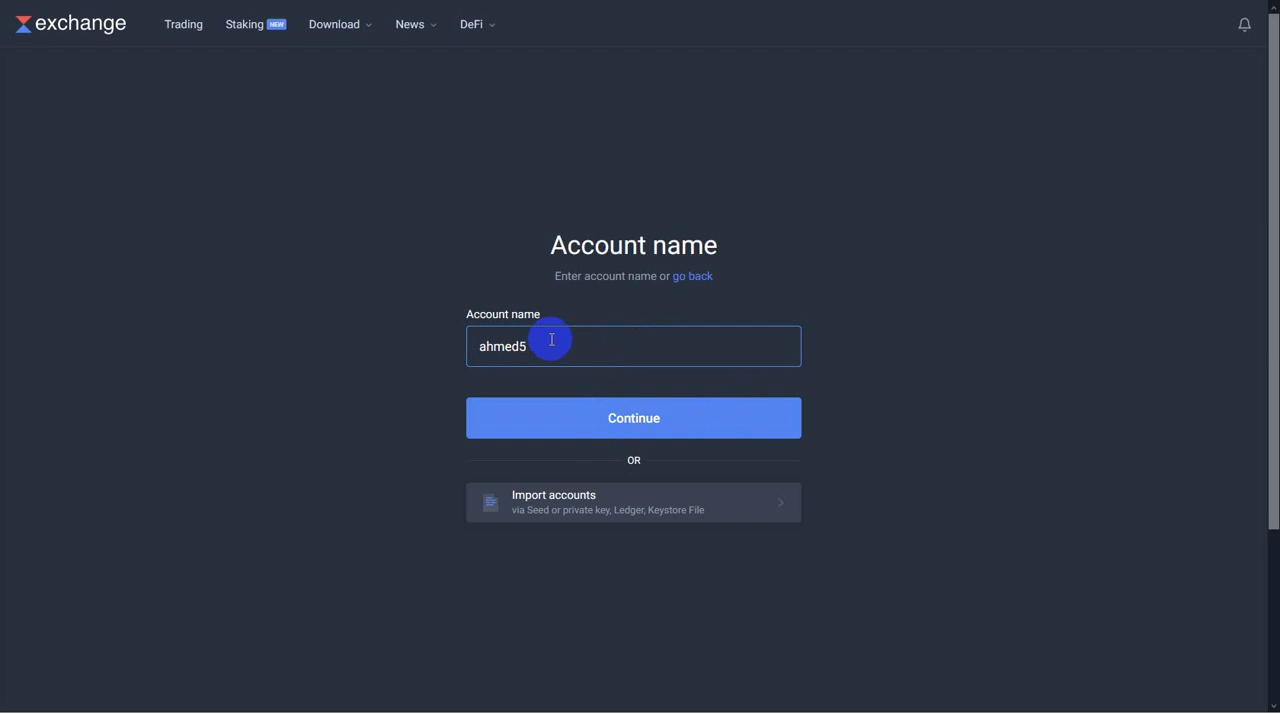 exchange Trading Staking NEW Download News DeFi
Account name
Enter account name or go back
Account name
ahmed5
Continue
OR
Import accounts
via Seed or private key, Ledger, Keystore File